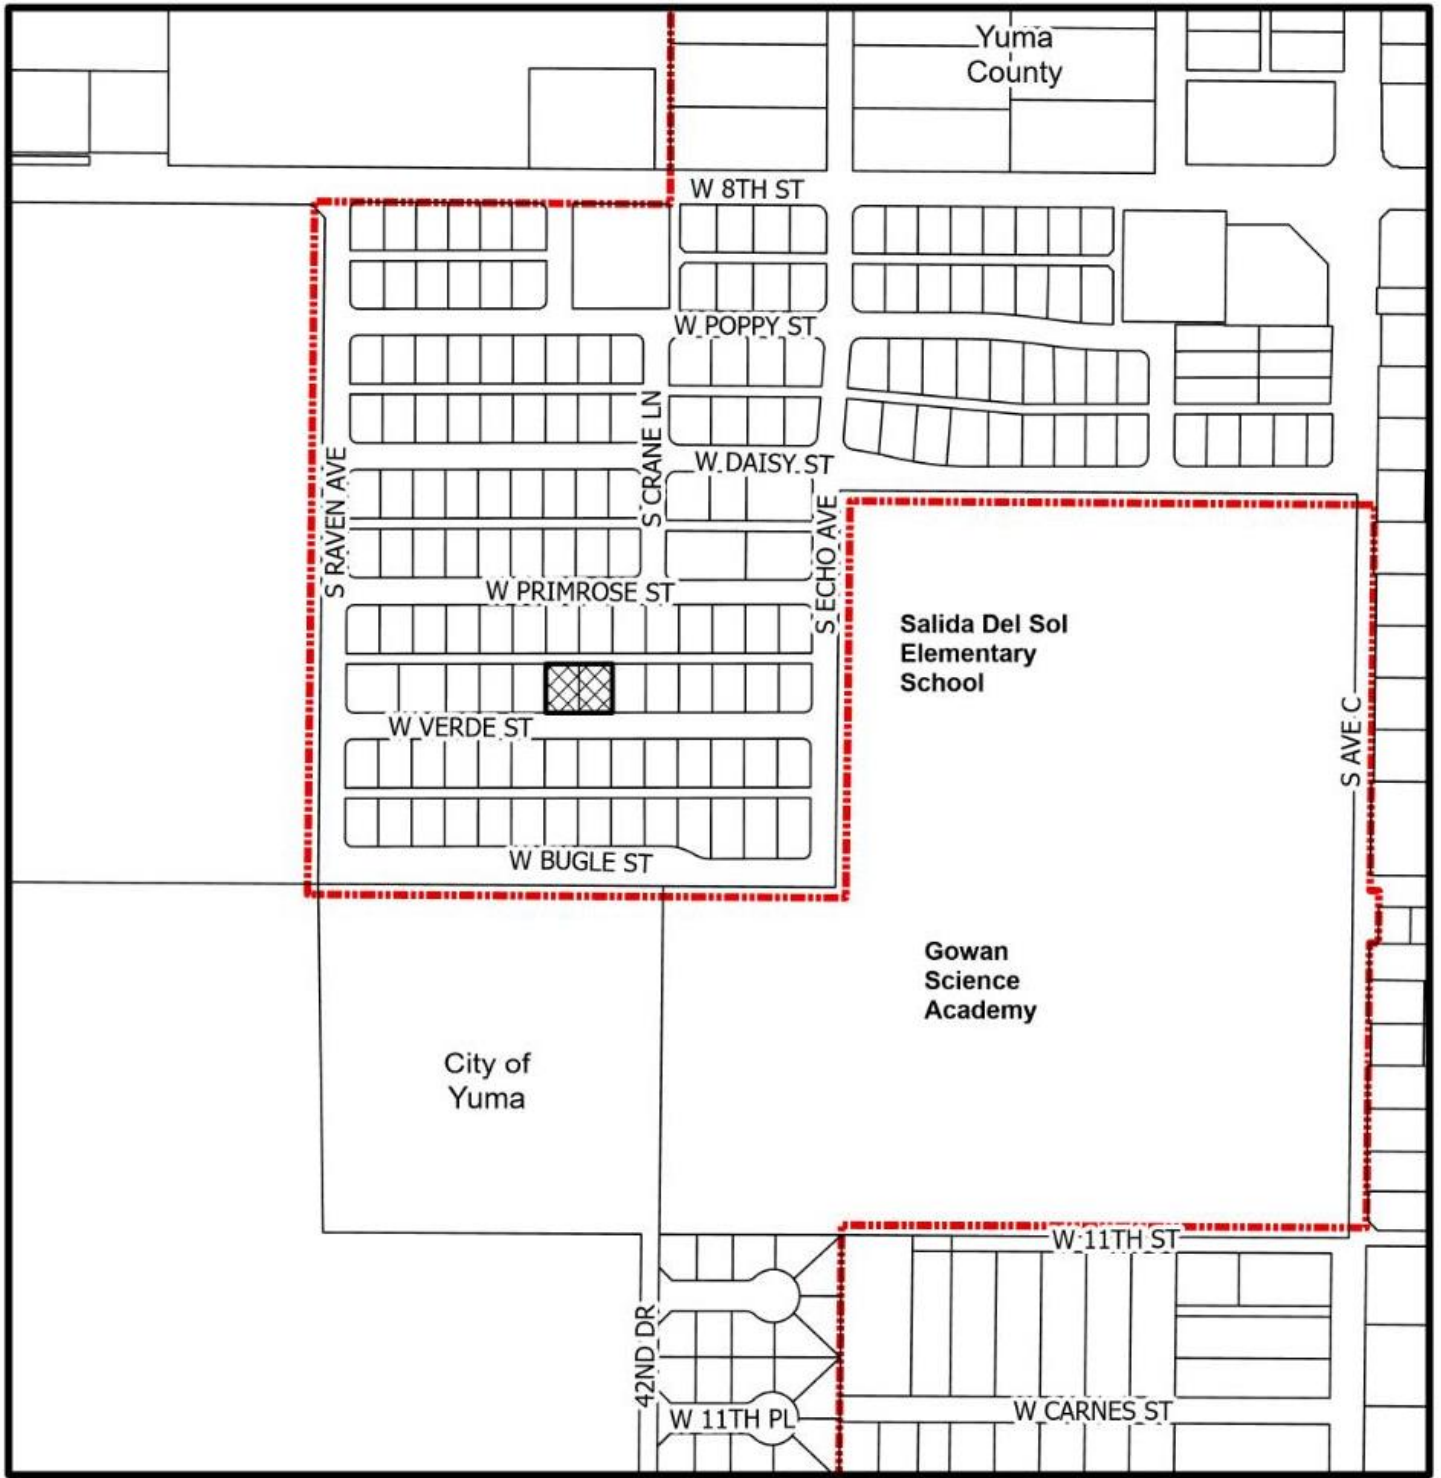 Yuma
County
W 8TH ST
W POPPY ST
S CRANE LN
W DAISY ST
S RAVEN AVE
S ECHO AVE
W PRIMROSE ST
Salida Del Sol
Elementary
School
W VERDE ST
S AVE C
W BUGLE ST
Gowan
Science
Academy
City of
Yuma
W 11TH ST
42ND DR
W 11TH PL
W CARNES ST